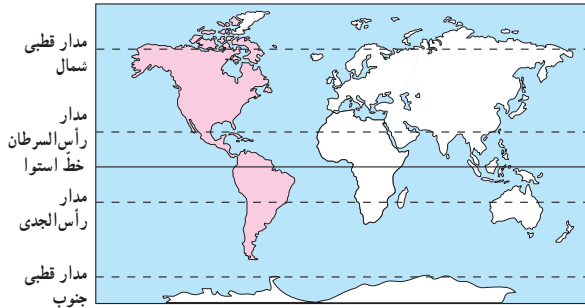 مدار قطبی
شمال
مدار
رأس‌السرطان
خطّ استوا
مدار
رأس‌الجدی
مدار قطبی
جنوب